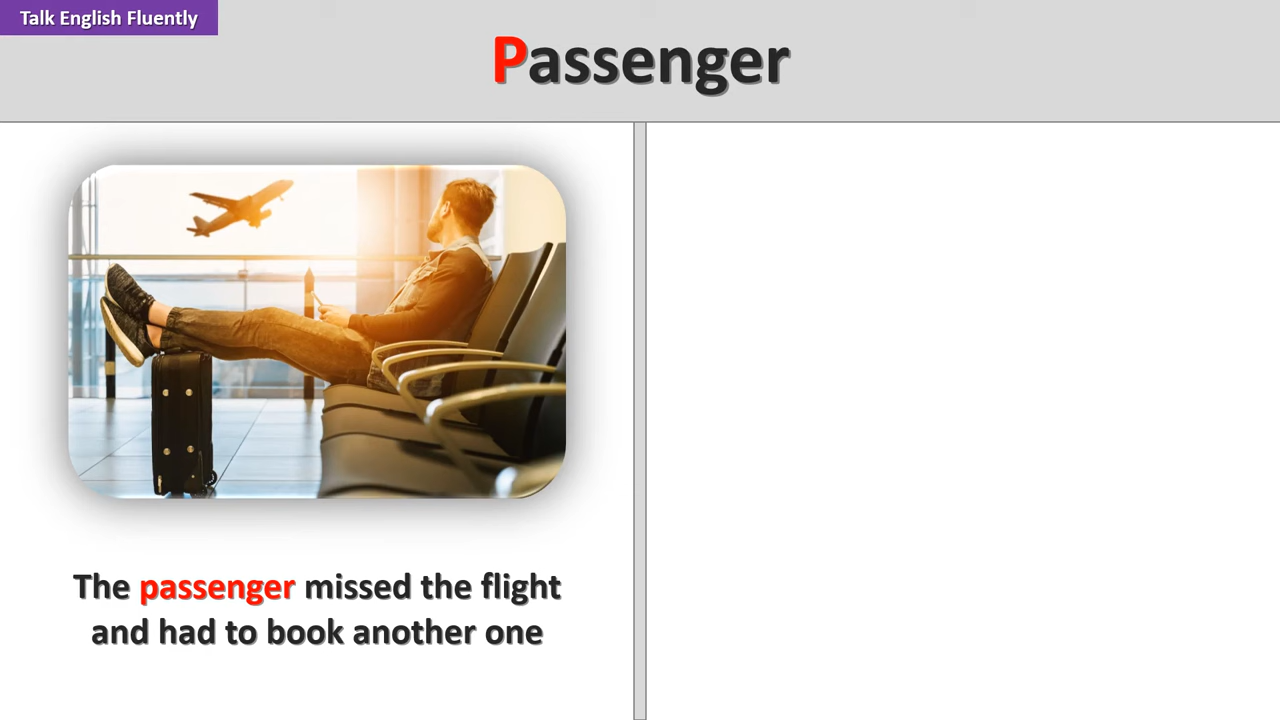 Talk English Fluently
Passenger
The passenger missed the flight
and had to book another one